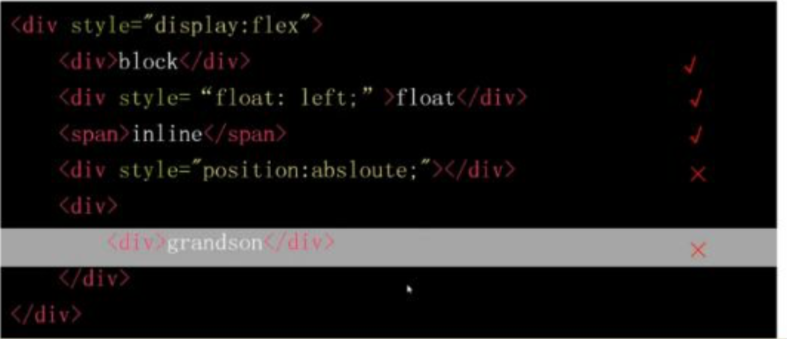 <div style="display:flex">
<div>block</div> √
<div style=“float: left;” >float</div> √
<span>inline</span> √
<div style="position:absloute;"></div> ×
<div>
<div>grandson</div> ×
</div>
</div>